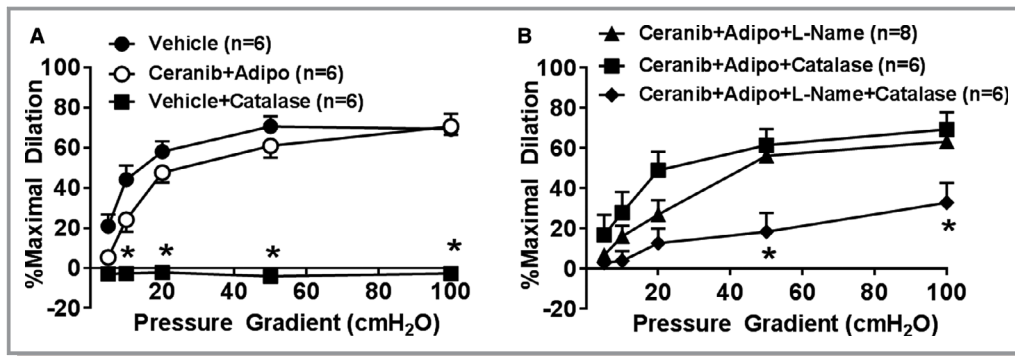 A
Vehicle (n=6)
Ceranib+Adipo (n=6)
Vehicle+Catalase (n=6)
%Maximal Dilation
100
80
60
40
20
0
-20
* * * *
20 40 60 80 100
Pressure Gradient (cmH₂O)
B
Ceranib+Adipo+L-Name (n=8)
Ceranib+Adipo+Catalase (n=6)
Ceranib+Adipo+L-Name+Catalase (n=6)
%Maximal Dilation
100
80
60
40
20
0
-20
* *
20 40 60 80 100
Pressure Gradient (cmH₂O)